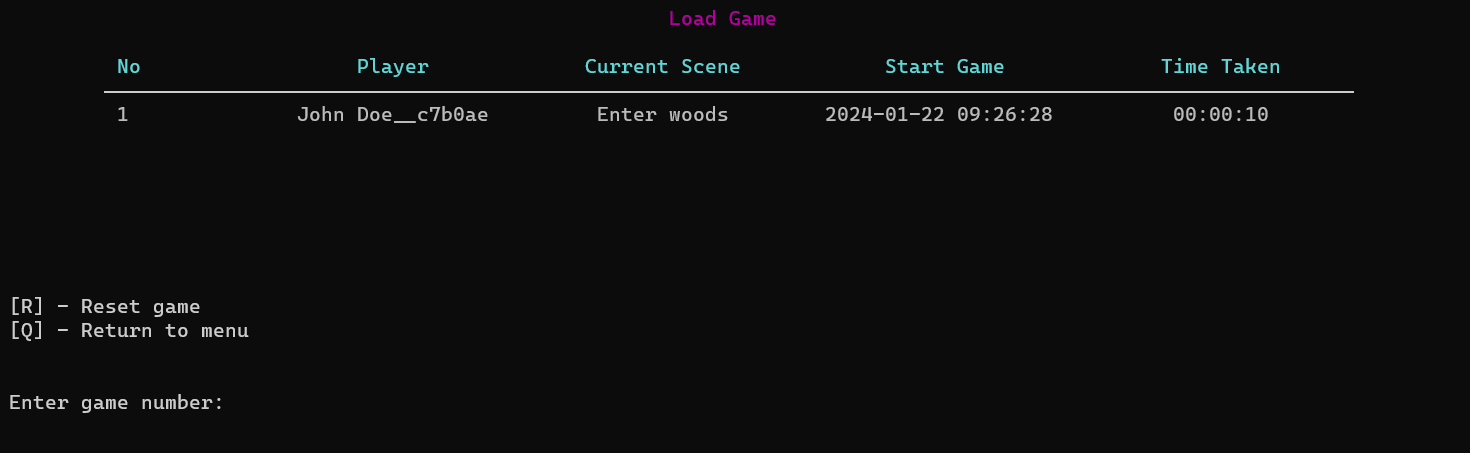 Load Game
No Player Current Scene Start Game Time Taken
1 John Doe__c7b0ae Enter woods 2024-01-22 09:26:28 00:00:10
[R] - Reset game
[Q] - Return to menu
Enter game number: